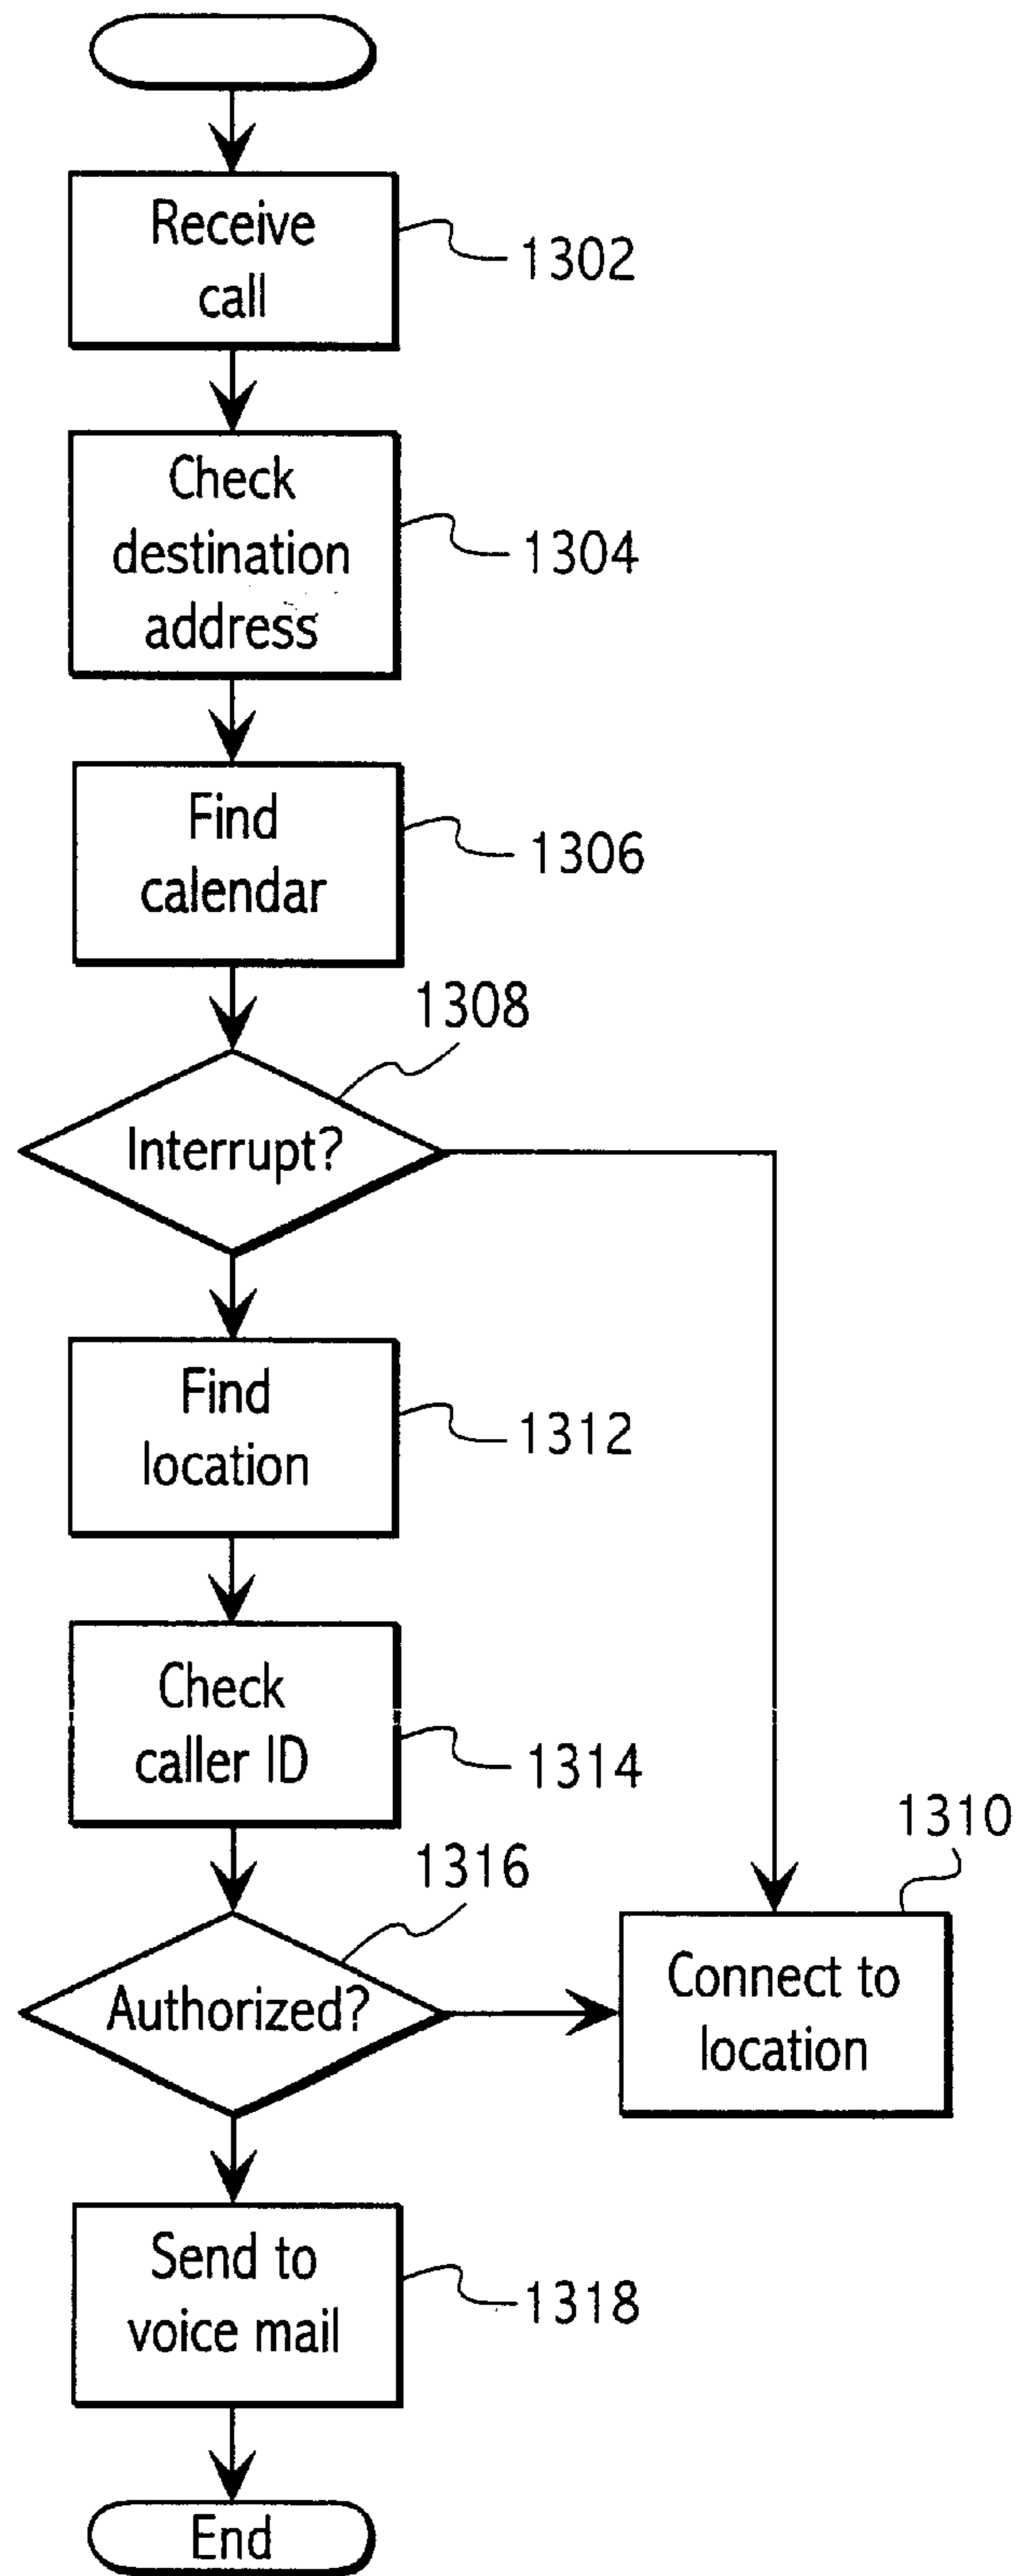 Receive
call
1302
Check
destination
address
1304
Find
calendar
1306
1308
Interrupt?
Find
location
1312
Check
caller ID
1314
1316
Authorized?
1310
Connect to
location
Send to
voice mail
1318
End